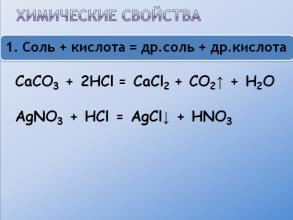 ХИМИЧЕСКИЕ СВОЙСТВА
1. Соль + кислота = др.соль + др.кислота
CaCO₃ + 2HCl = CaCl₂ + CO₂↑ + H₂O
AgNO₃ + HCl = AgCl↓ + HNO₃